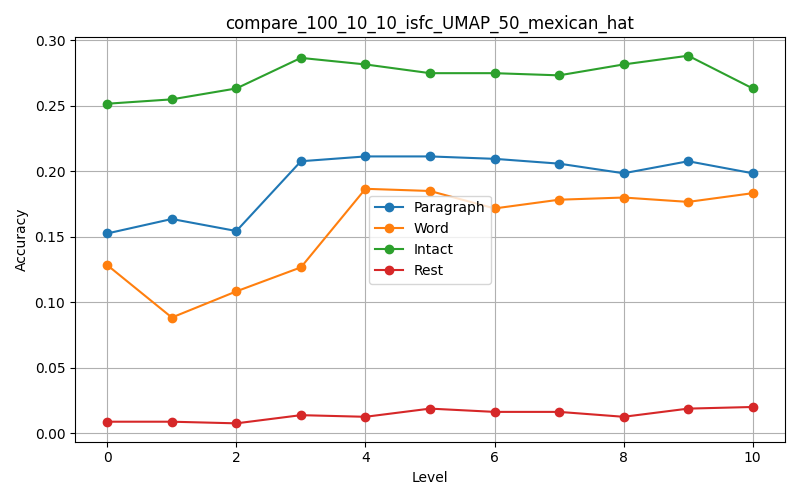 compare_100_10_10_isfc_UMAP_50_mexican_hat
0.30
0.25
0.20
0.15
0.10
0.05
0.00
Accuracy
Paragraph
Word
Intact
Rest
0 2 4 6 8 10
Level